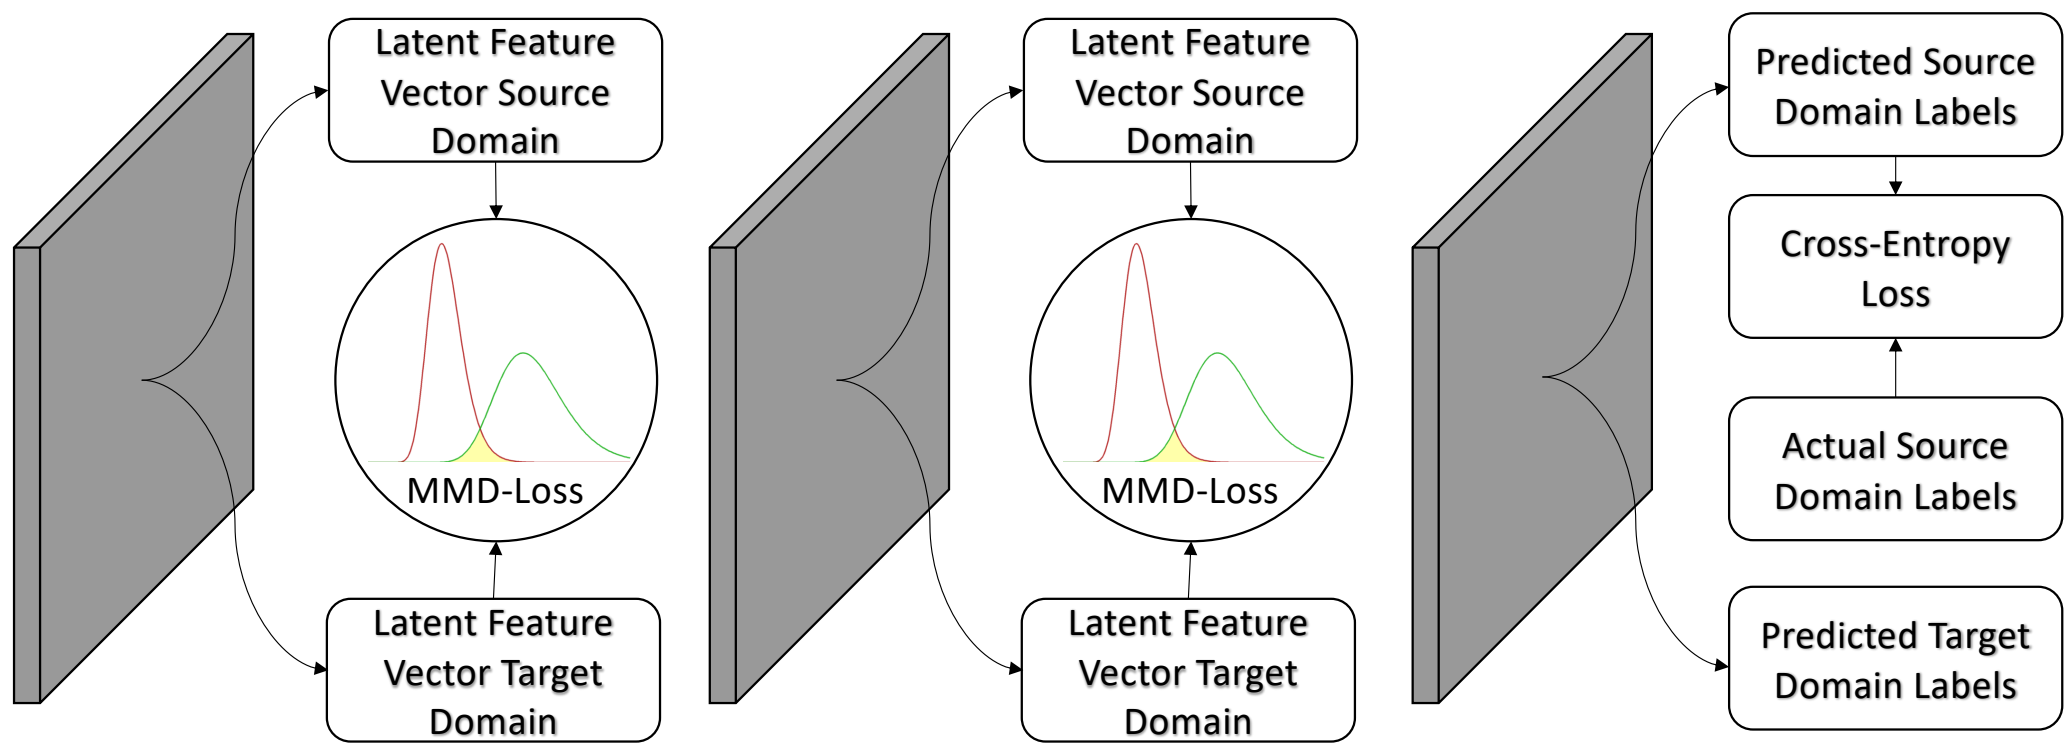 Latent Feature
Vector Source
Domain
MMD-Loss
Latent Feature
Vector Target
Domain
Latent Feature
Vector Source
Domain
MMD-Loss
Latent Feature
Vector Target
Domain
Predicted Source
Domain Labels
Cross-Entropy
Loss
Actual Source
Domain Labels
Predicted Target
Domain Labels